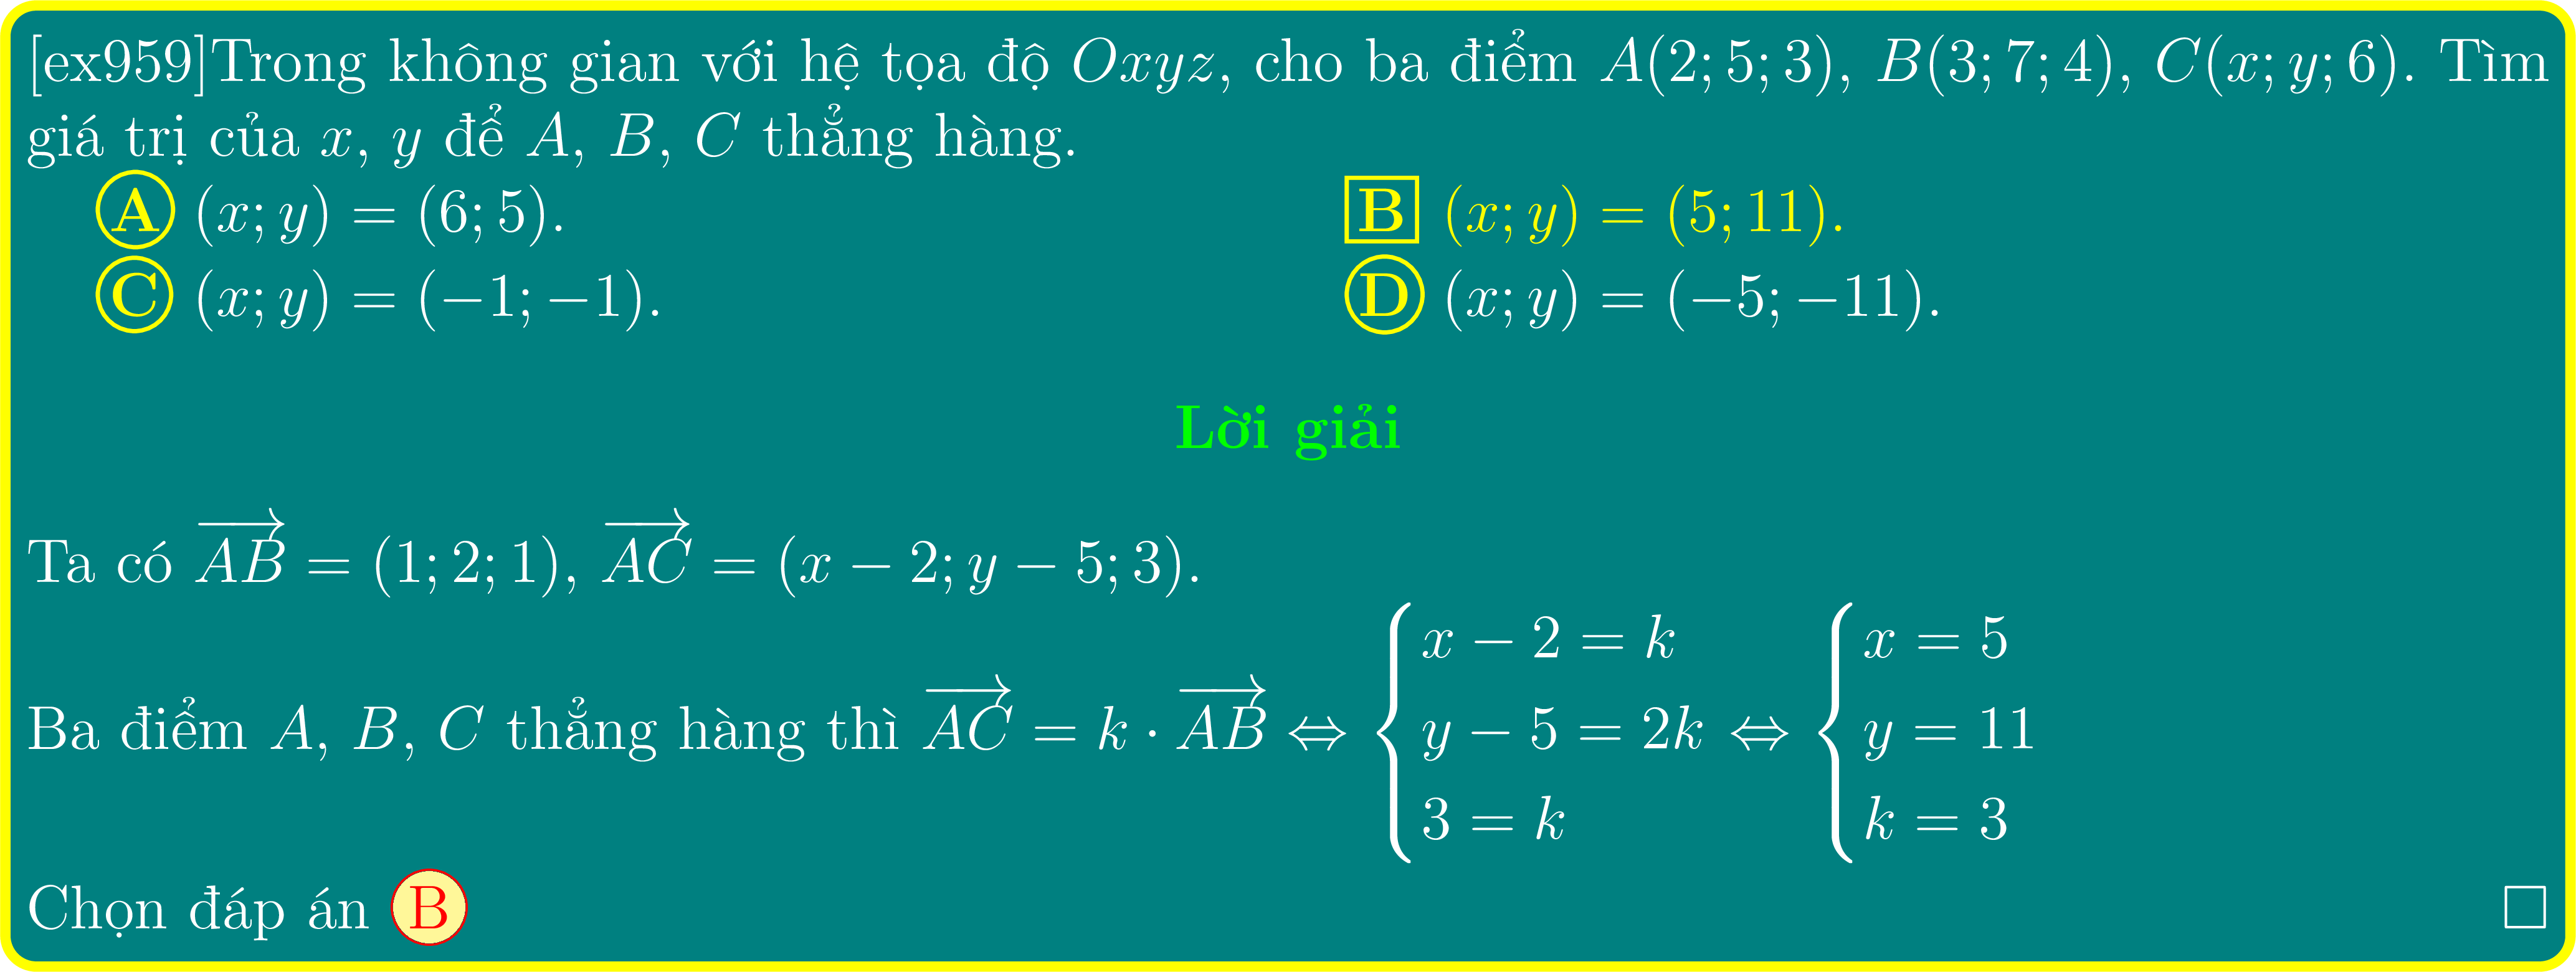 [ex959]Trong không gian với hệ tọa độ Oxyz, cho ba điểm A(2; 5; 3), B(3; 7; 4), C(x; y; 6). Tìm
giá trị của x, y để A, B, C thẳng hàng.
A (x; y) = (6; 5). B (x; y) = (5; 11).
C (x; y) = (−1; −1). D (x; y) = (−5; −11).
Lời giải
Ta có $\overrightarrow{AB}$ = (1; 2; 1), $\overrightarrow{AC}$ = (x − 2; y − 5; 3).
Ba điểm A, B, C thẳng hàng thì $\overrightarrow{AC} = k \cdot \overrightarrow{AB} \Leftrightarrow \begin{cases} x - 2 = k \\ y - 5 = 2k \\ 3 = k \end{cases} \Leftrightarrow \begin{cases} x = 5 \\ y = 11 \\ k = 3 \end{cases}$
Chọn đáp án B □